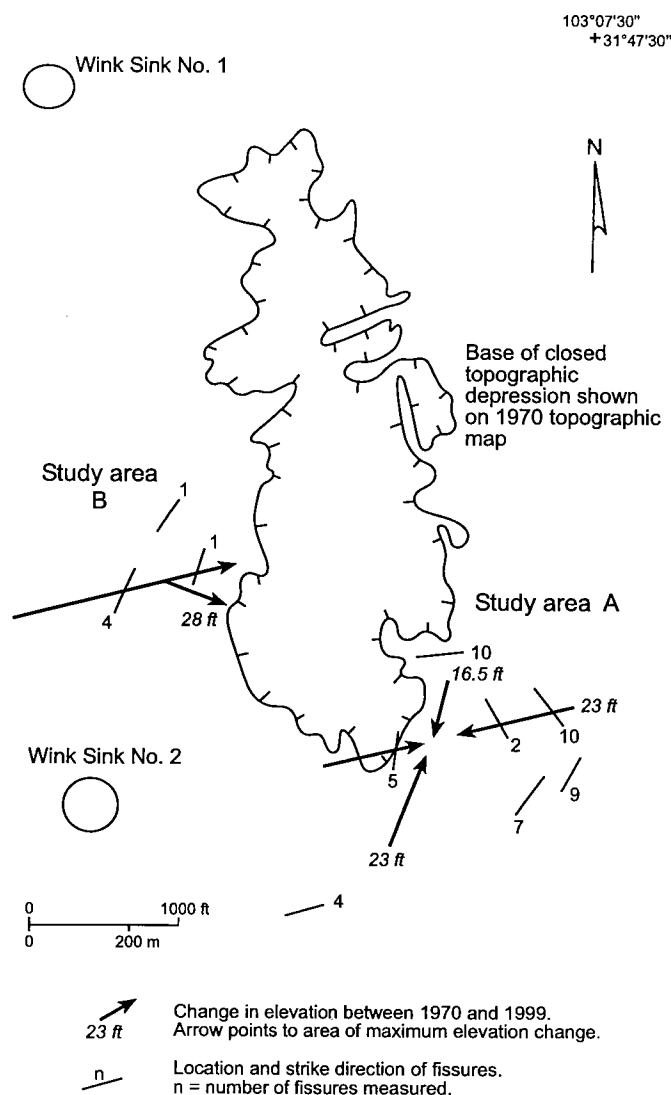 103°07'30"
+31°47'30"
Wink Sink No. 1
N
Base of closed
topographic
depression shown
on 1970 topographic
map
Study area
B
1
1
4
28 ft
Study area A
10
16.5 ft
23 ft
2
10
5
9
7
23 ft
Wink Sink No. 2
4
0 1000 ft
0 200 m
23 ft
Change in elevation between 1970 and 1999.
Arrow points to area of maximum elevation change.
n
Location and strike direction of fissures.
n = number of fissures measured.